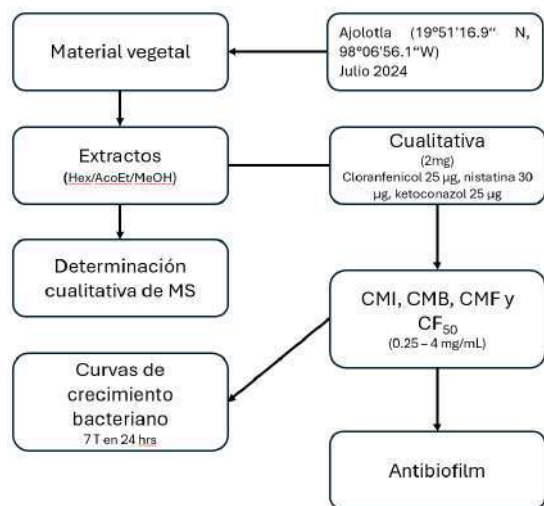 Material vegetal
Ajolotla (19°51'16.9“ N,
98°06'56.1“W)
Julio 2024
Extractos
(Hex/AcoEt/MeOH)
Cualitativa
(2mg)
Cloranfenicol 25 µg, nistatina 30
µg, ketoconazol 25 µg
Determinación
cualitativa de MS
CMI, CMB, CMF y
CF₅₀
(0.25 – 4 mg/mL)
Curvas de
crecimiento
bacteriano
7 T en 24 hrs
Antibiofilm